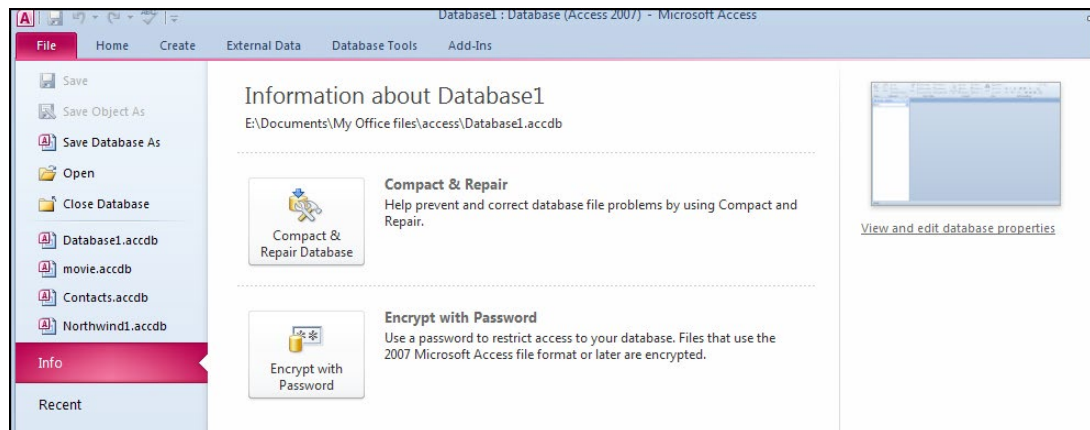 Database1 : Database (Access 2007) - Microsoft Access
File Home Create External Data Database Tools Add-Ins
Save
Save Object As
Save Database As
Open
Close Database
Database1.accdb
movie.accdb
Contacts.accdb
Northwind1.accdb
Info
Recent
Information about Database1
E:\Documents\My Office files\access\Database1.accdb
Compact &
Repair Database
Compact & Repair
Help prevent and correct database file problems by using Compact and
Repair.
Encrypt with
Password
Encrypt with Password
Use a password to restrict access to your database. Files that use the
2007 Microsoft Access file format or later are encrypted.
View and edit database properties